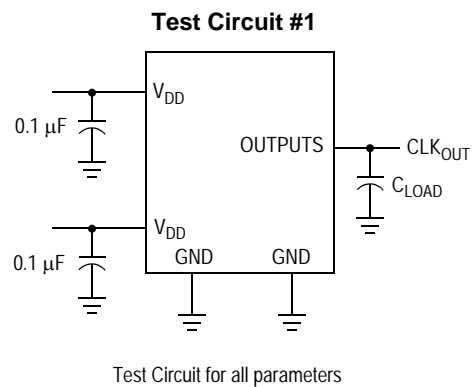 Test Circuit #1
V_DD
0.1 μF
OUTPUTS
CLK_OUT
C_LOAD
V_DD
0.1 μF
GND
GND
Test Circuit for all parameters